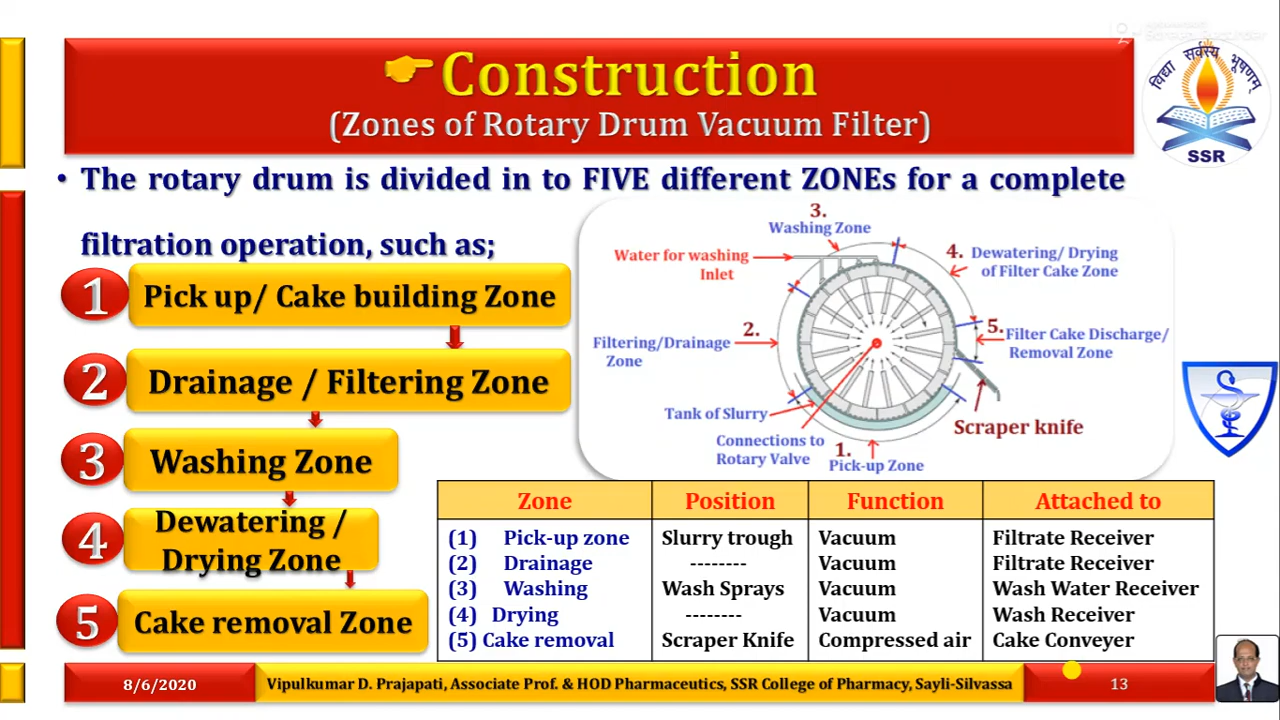 Construction
(Zones of Rotary Drum Vacuum Filter)
विद्या सर्वस्य भूषणम्
SSR
• The rotary drum is divided in to FIVE different ZONEs for a complete
filtration operation, such as;
1 Pick up/ Cake building Zone
2 Drainage / Filtering Zone
3 Washing Zone
4 Dewatering /
Drying Zone
5 Cake removal Zone
3.
Washing Zone
Water for washing
Inlet
4. Dewatering/ Drying
of Filter Cake Zone
2.
Filtering/Drainage
Zone
5. Filter Cake Discharge/
Removal Zone
Tank of Slurry
Scraper knife
Connections to
Rotary Valve
1.
Pick-up Zone
Zone Position Function Attached to
(1) Pick-up zone Slurry trough Vacuum Filtrate Receiver
(2) Drainage -------- Vacuum Filtrate Receiver
(3) Washing Wash Sprays Vacuum Wash Water Receiver
(4) Drying -------- Vacuum Wash Receiver
(5) Cake removal Scraper Knife Compressed air Cake Conveyer
8/6/2020
Vipulkumar D. Prajapati, Associate Prof. & HOD Pharmaceutics, SSR College of Pharmacy, Sayli-Silvassa
13